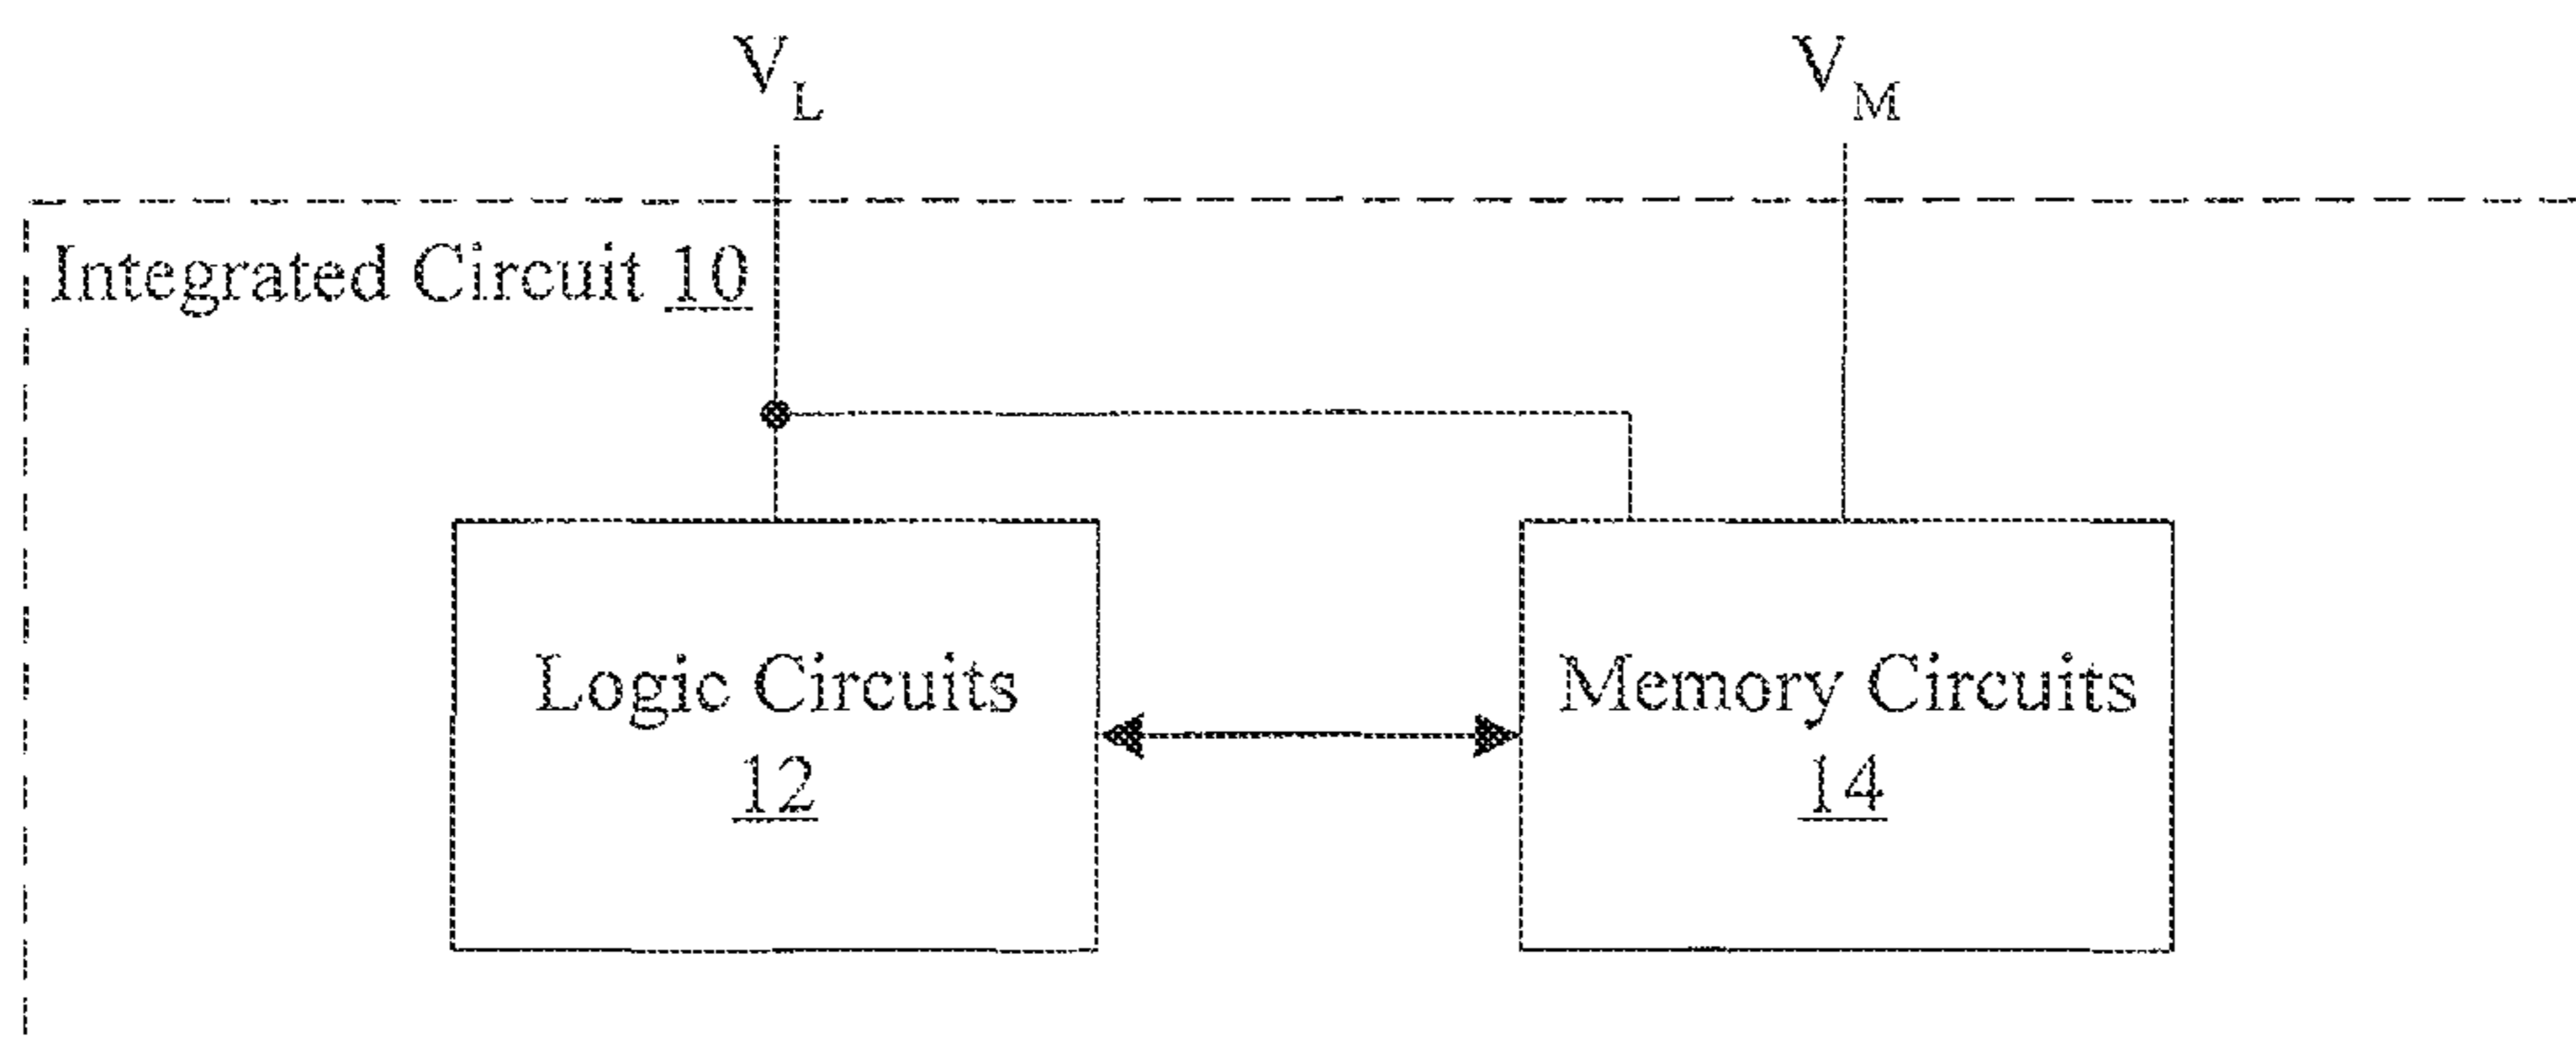 V_L
V_M
Integrated Circuit 10
Logic Circuits
12
Memory Circuits
14